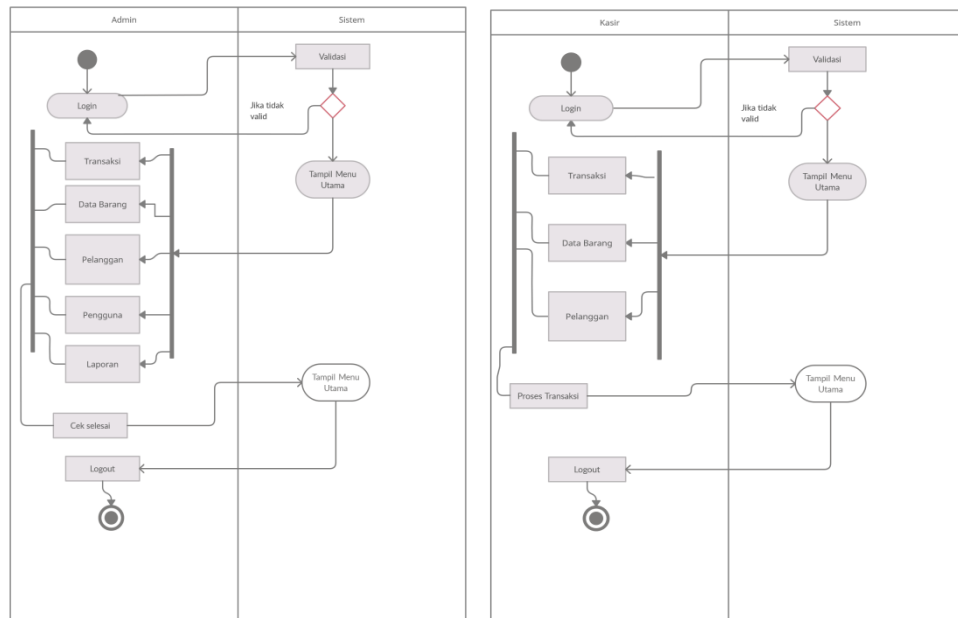 Admin
Sistem
Validasi
Login
Jika tidak
valid
Transaksi
Tampil Menu
Utama
Data Barang
Pelanggan
Pengguna
Laporan
Tampil Menu
Utama
Cek selesai
Logout
Kasir
Sistem
Validasi
Login
Jika tidak
valid
Transaksi
Tampil Menu
Utama
Data Barang
Pelanggan
Tampil Menu
Utama
Proses Transaksi
Logout